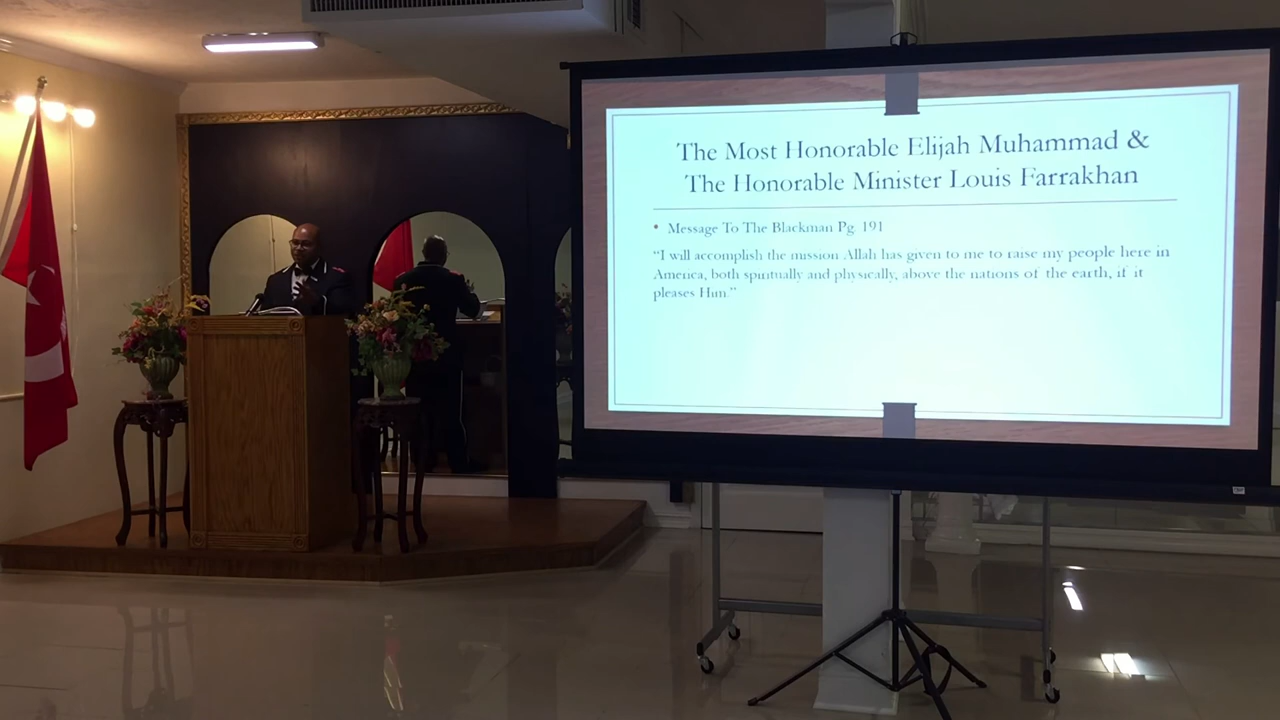 The Most Honorable Elijah Muhammad &
The Honorable Minister Louis Farrakhan
• Message To The Blackman Pg. 191
“I will accomplish the mission Allah has given to me to raise my people here in
America, both spiritually and physically, above the nations of the earth, if it
pleases Him.”